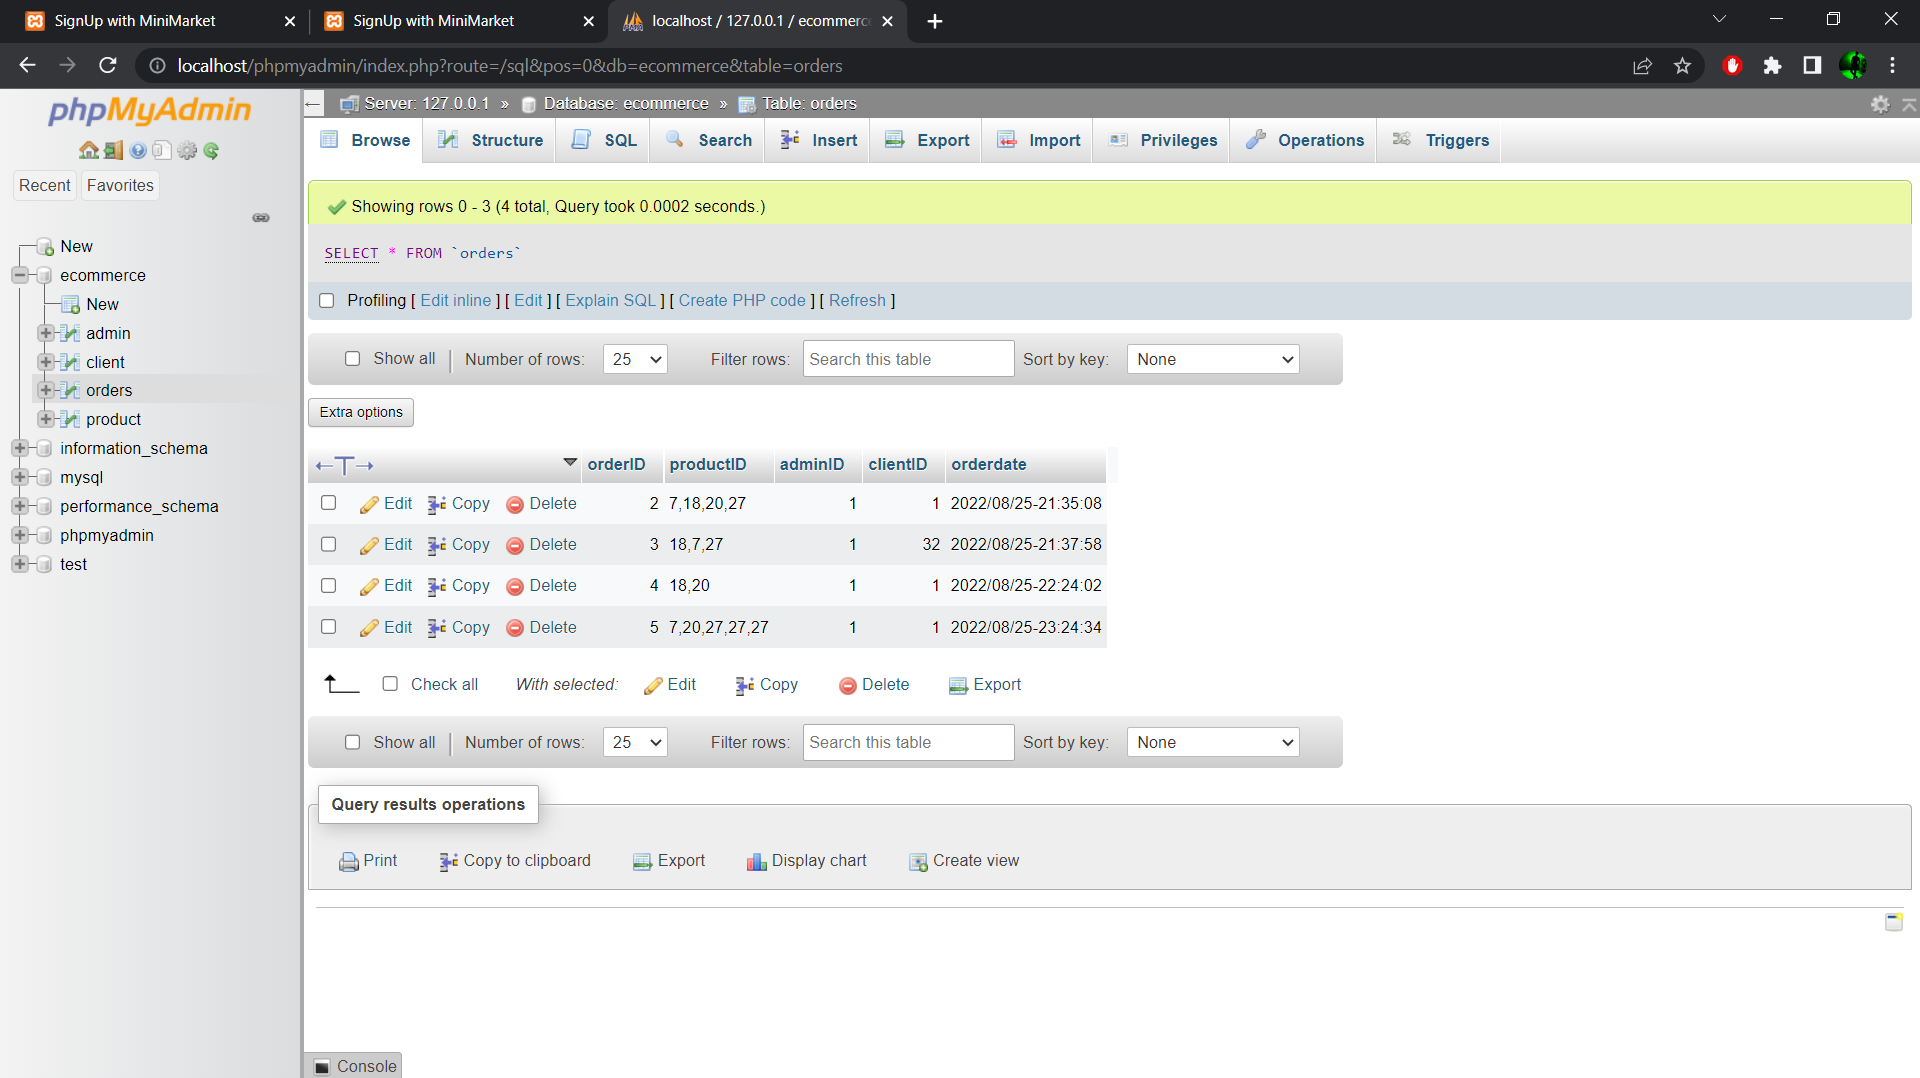 SignUp with MiniMarket
SignUp with MiniMarket
localhost / 127.0.0.1 / ecommerce
localhost/phpmyadmin/index.php?route=/sql&pos=0&db=ecommerce&table=orders
phpMyAdmin
Recent Favorites
New
ecommerce
New
admin
client
orders
product
information_schema
mysql
performance_schema
phpmyadmin
test
Server: 127.0.0.1 » Database: ecommerce » Table: orders
Browse Structure SQL Search Insert Export Import Privileges Operations Triggers
Showing rows 0 - 3 (4 total, Query took 0.0002 seconds.)
SELECT * FROM `orders`
Profiling [ Edit inline ] [ Edit ] [ Explain SQL ] [ Create PHP code ] [ Refresh ]
Show all Number of rows: 25 Filter rows: Search this table Sort by key: None
Extra options
orderID productID adminID clientID orderdate
Edit Copy Delete 2 7,18,20,27 1 1 2022/08/25-21:35:08
Edit Copy Delete 3 18,7,27 1 32 2022/08/25-21:37:58
Edit Copy Delete 4 18,20 1 1 2022/08/25-22:24:02
Edit Copy Delete 5 7,20,27,27,27 1 1 2022/08/25-23:24:34
Check all With selected: Edit Copy Delete Export
Show all Number of rows: 25 Filter rows: Search this table Sort by key: None
Query results operations
Print Copy to clipboard Export Display chart Create view
Console